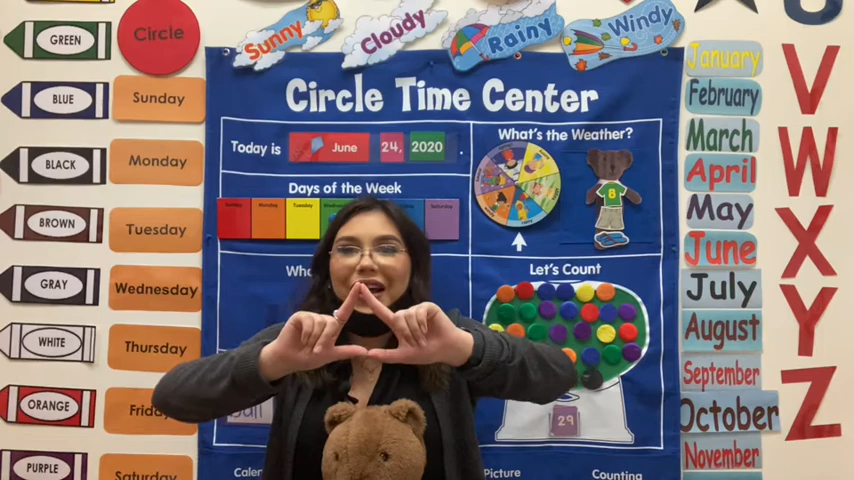 Sunny
Cloudy
Rainy
Windy
GREEN
BLUE
BLACK
BROWN
GRAY
WHITE
ORANGE
PURPLE
Circle
Sunday
Monday
Tuesday
Wednesday
Thursday
Saturday
Circle Time Center
Today is June 24, 2020.
Days of the Week
Saturday
What's the Weather?
8
Let's Count
29
Picture
Counting
January
February
March
April
May
June
July
August
September
October
November
U
V
W
X
Y
Z